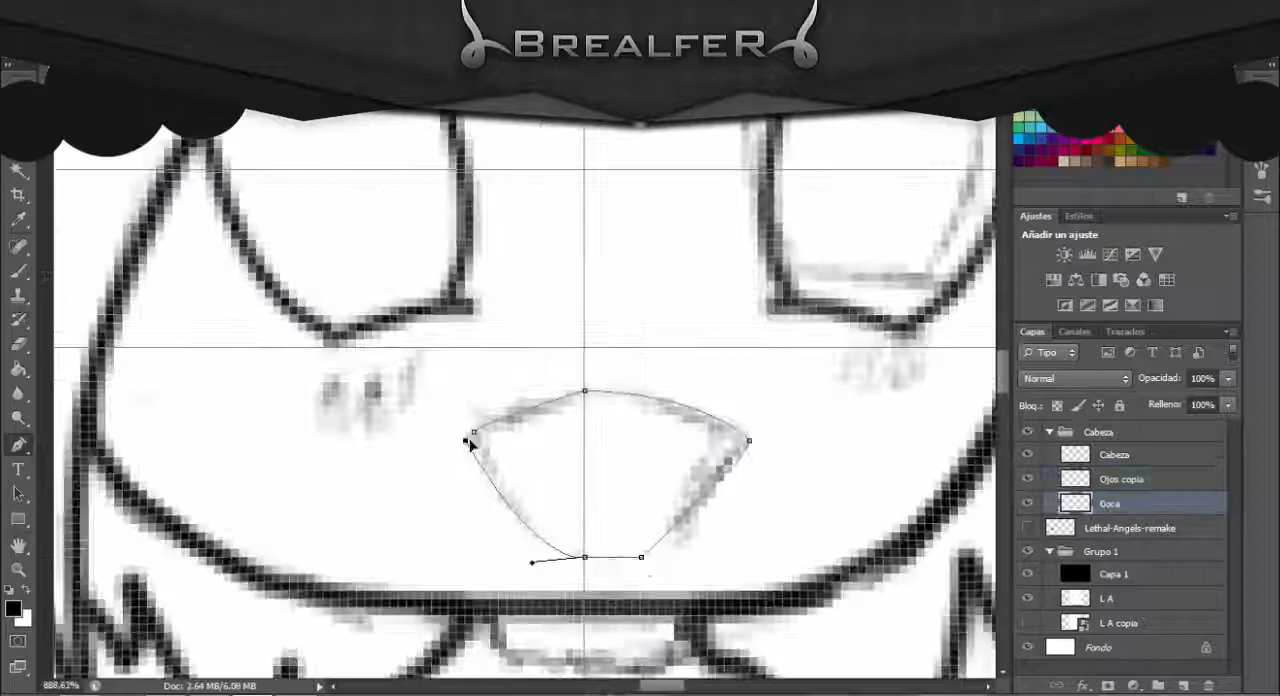 BREALFER
Ajustes Estilos
Añadir un ajuste
Capas Canales Trazados
Tipo
Normal Opacidad: 100%
Bloq.: Relleno: 100%
Cabeza
Cabeza
Ojos copia
Boca
Lethal-Angels-remake
Grupo 1
Capa 1
L A
L A copia
Fondo
888.61% Doc: 2.64 MB/6.09 MB